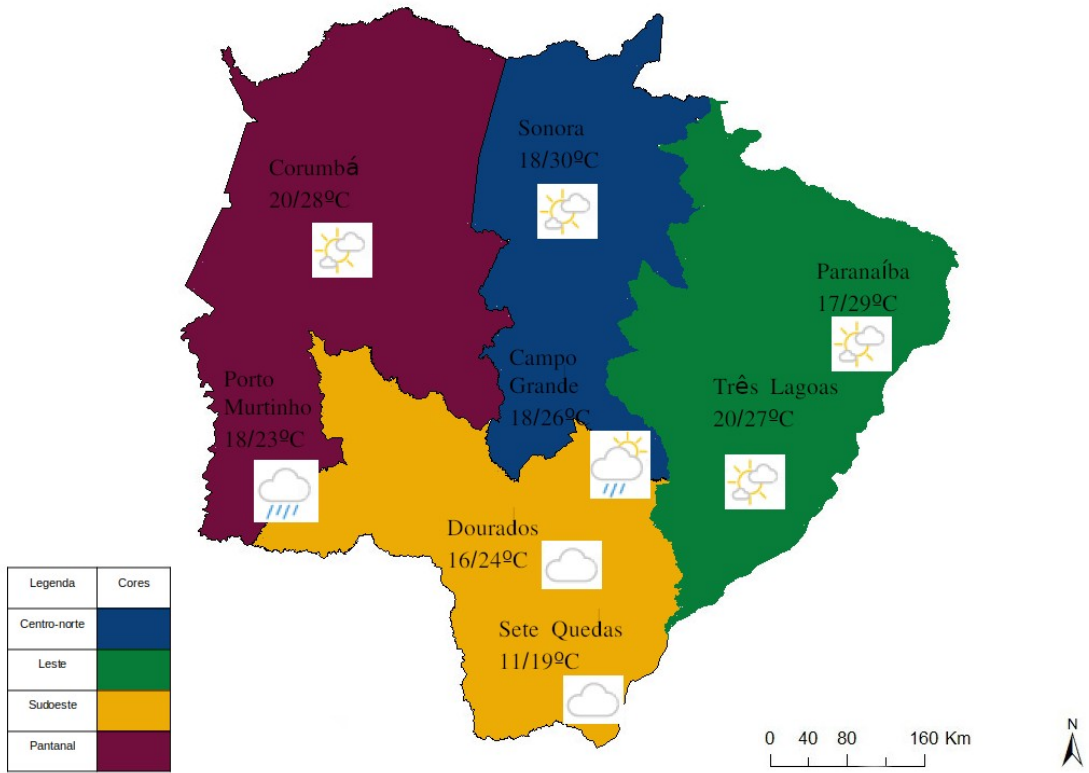 Sonora
18/30ºC
Corumbá
20/28ºC
Paranaíba
17/29ºC
Campo
Grande
18/26ºC
Porto
Murtinho
18/23ºC
Três Lagoas
20/27ºC
Dourados
16/24ºC
Sete Quedas
11/19ºC
Legenda Cores
Centro-norte
Leste
Sudoeste
Pantanal
0 40 80 160 Km
N